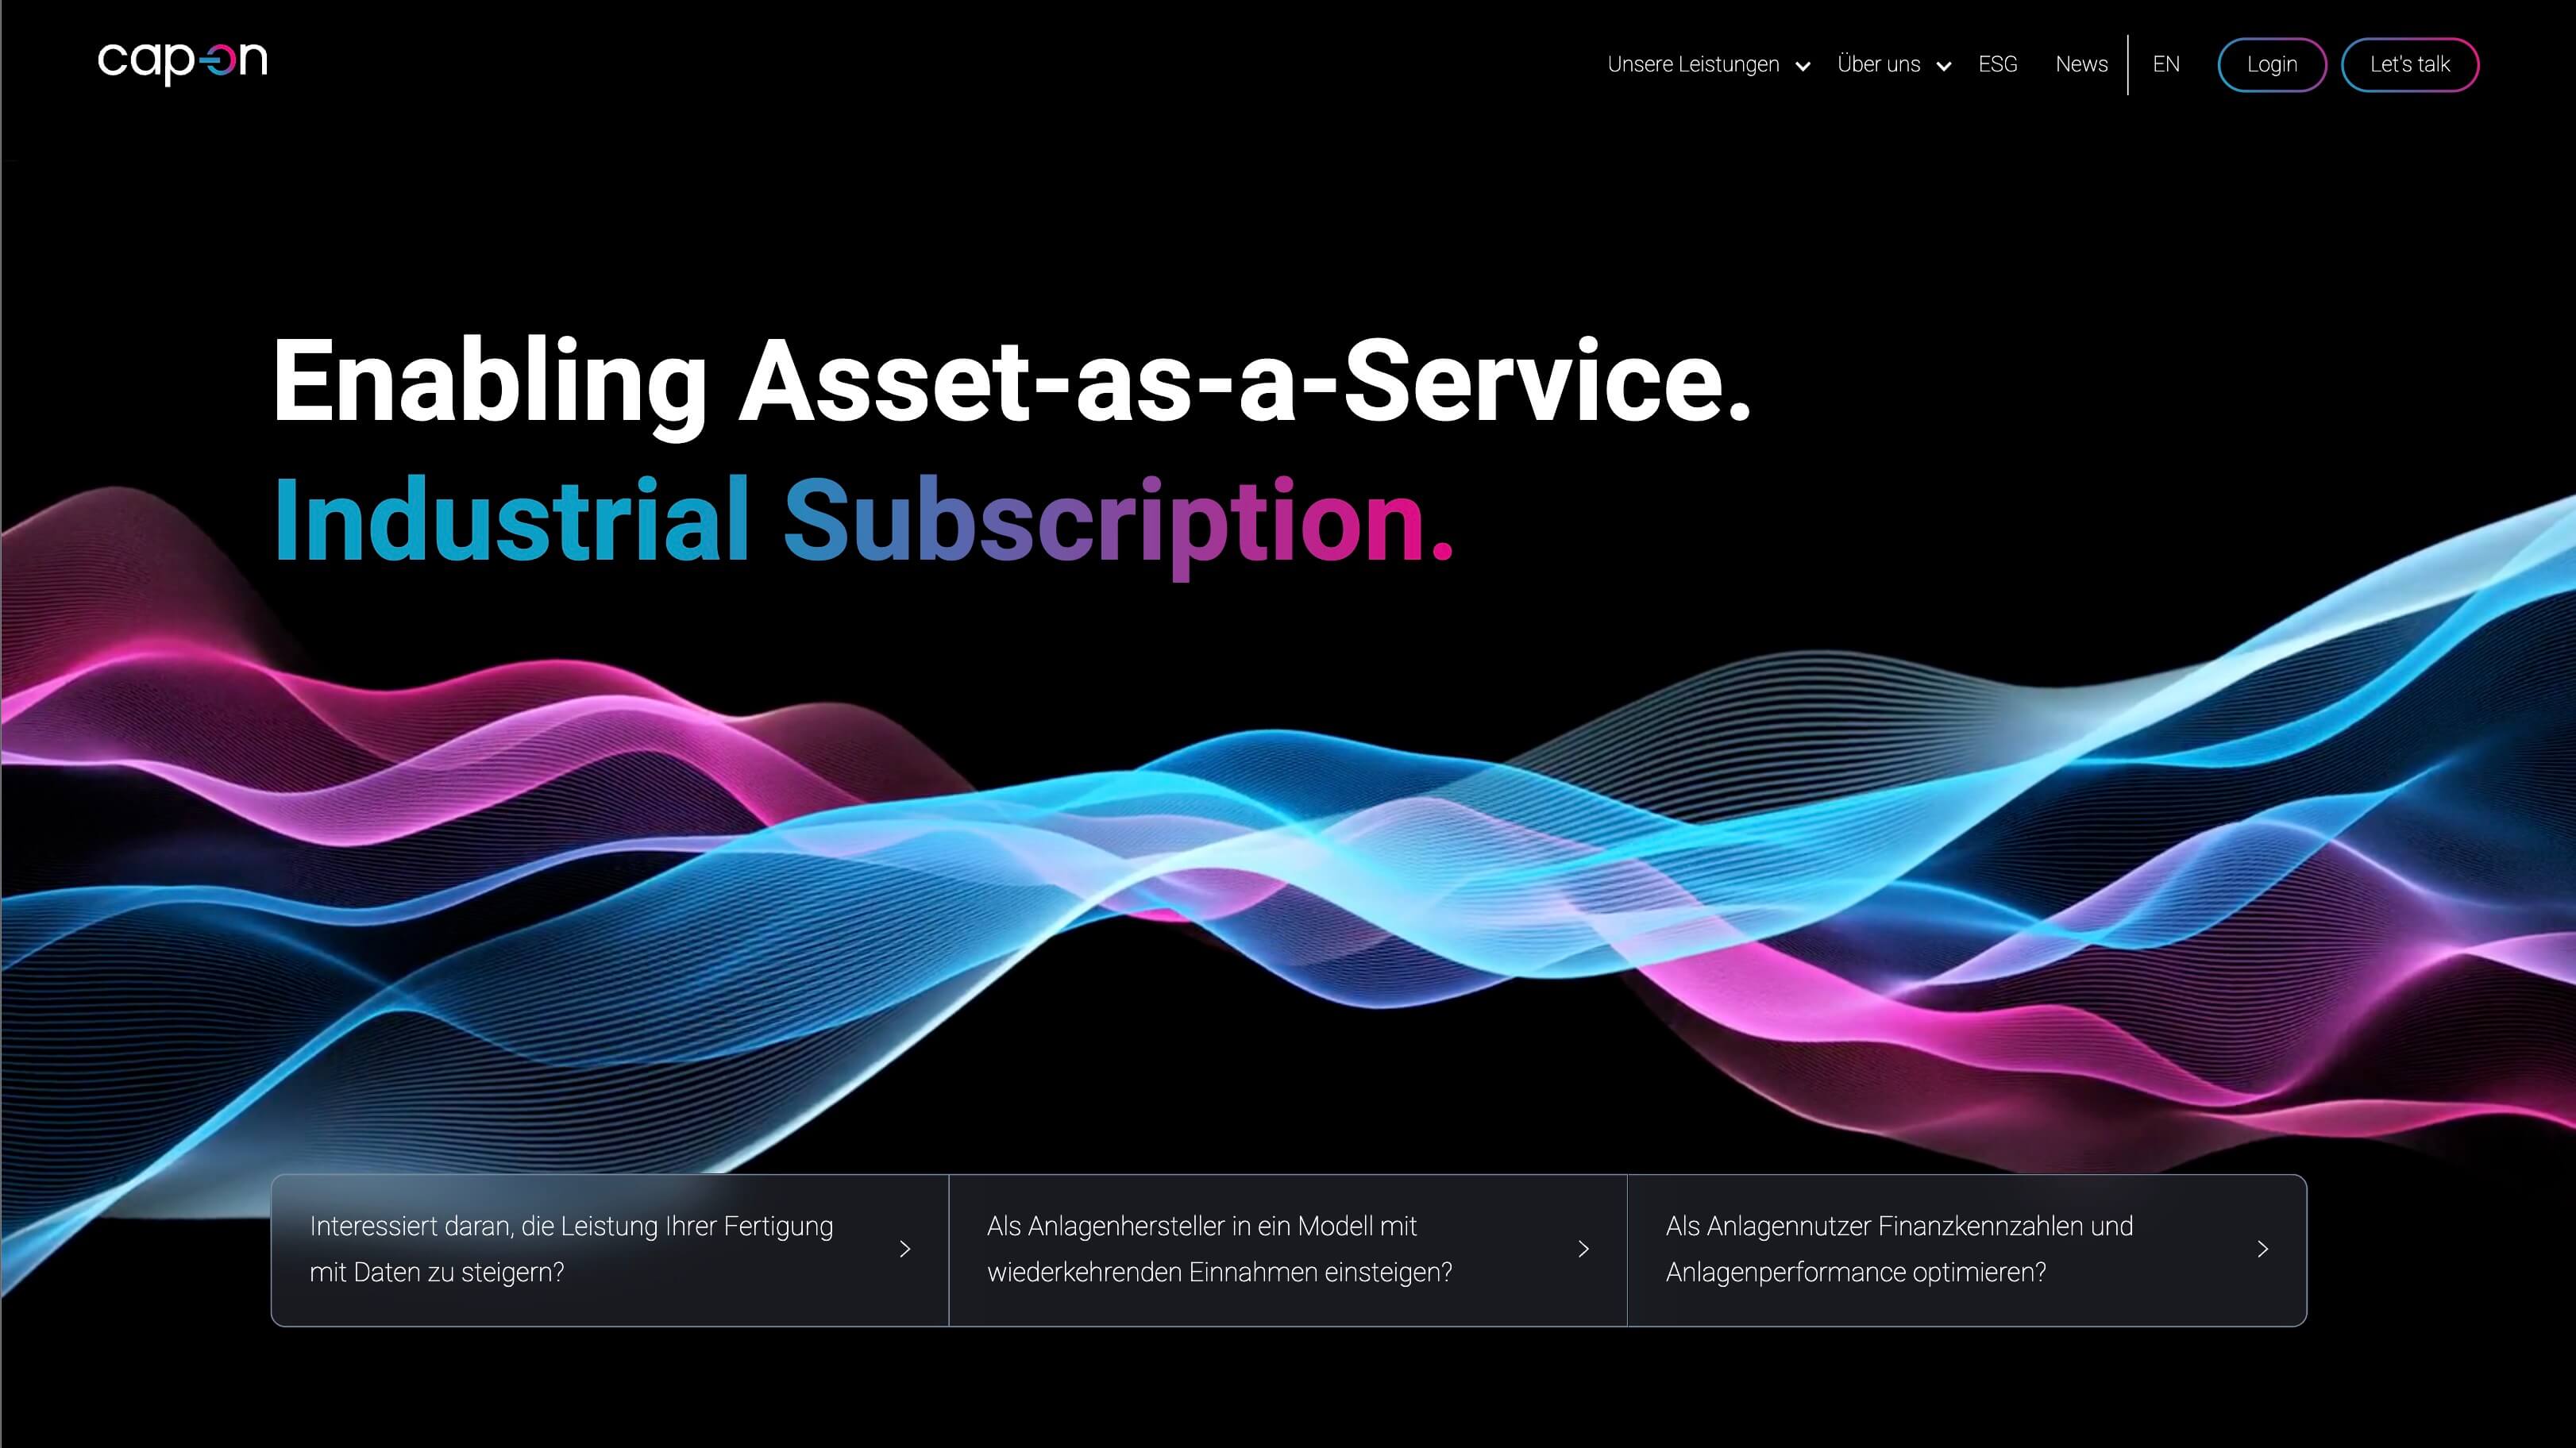 cap-on
Unsere Leistungen
Über uns
ESG
News
EN
Login
Let's talk
Enabling Asset-as-a-Service.
Industrial Subscription.
Interessiert daran, die Leistung Ihrer Fertigung
mit Daten zu steigern?
Als Anlagenhersteller in ein Modell mit
wiederkehrenden Einnahmen einsteigen?
Als Anlagennutzer Finanzkennzahlen und
Anlagenperformance optimieren?